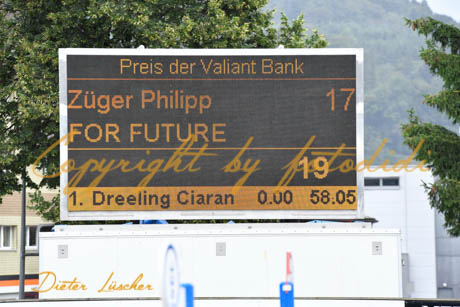 Preis der Valiant Bank
Züger Philipp 17
FOR FUTURE
Copyright by fotodidi
19
1. Dreeling Ciaran 0.00 58.05
Dieter Lüscher